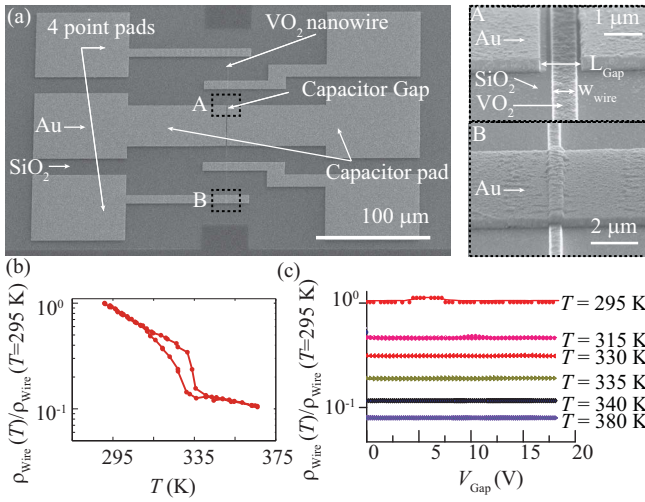 (a)
4 point pads
VO2 nanowire
A
Capacitor Gap
Au
SiO2
Capacitor pad
B
100 μm
A
1 μm
Au
LGap
SiO2
VO2
wwire
B
Au
2 μm
(b)
ρWire (T)/ρWire (T=295 K)
10^0
10^-1
295 335 375
T (K)
(c)
ρWire (T)/ρWire (T=295 K)
10^0
10^-1
T = 295 K
T = 315 K
T = 330 K
T = 335 K
T = 340 K
T = 380 K
0 5 10 15 20
VGap (V)